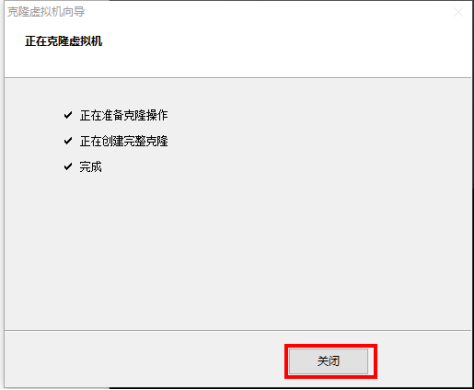 克隆虚拟机向导
正在克隆虚拟机
正在准备克隆操作
正在创建完整克隆
完成
关闭